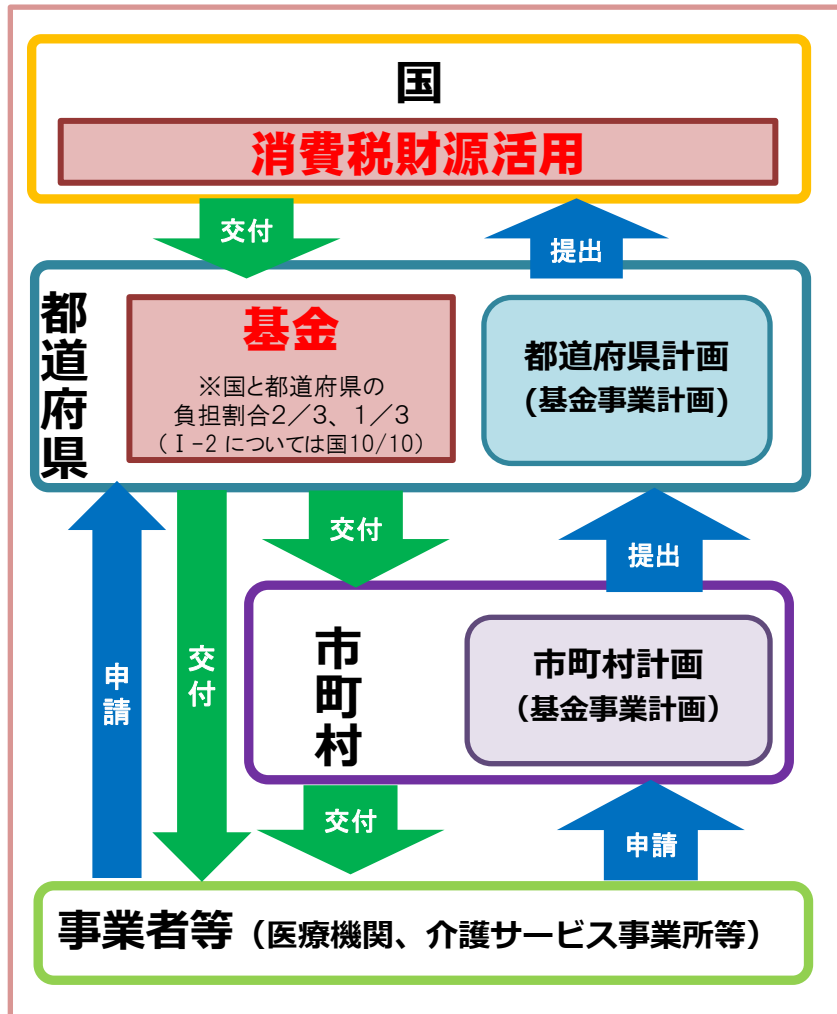 国
消費税財源活用
交付
提出
都道府県
基金
※国と都道府県の
負担割合2／3、1／3
（Ⅰ-2 については国10/10）
都道府県計画
(基金事業計画)
交付
提出
申請
交付
市町村
市町村計画
（基金事業計画）
交付
申請
事業者等（医療機関、介護サービス事業所等）